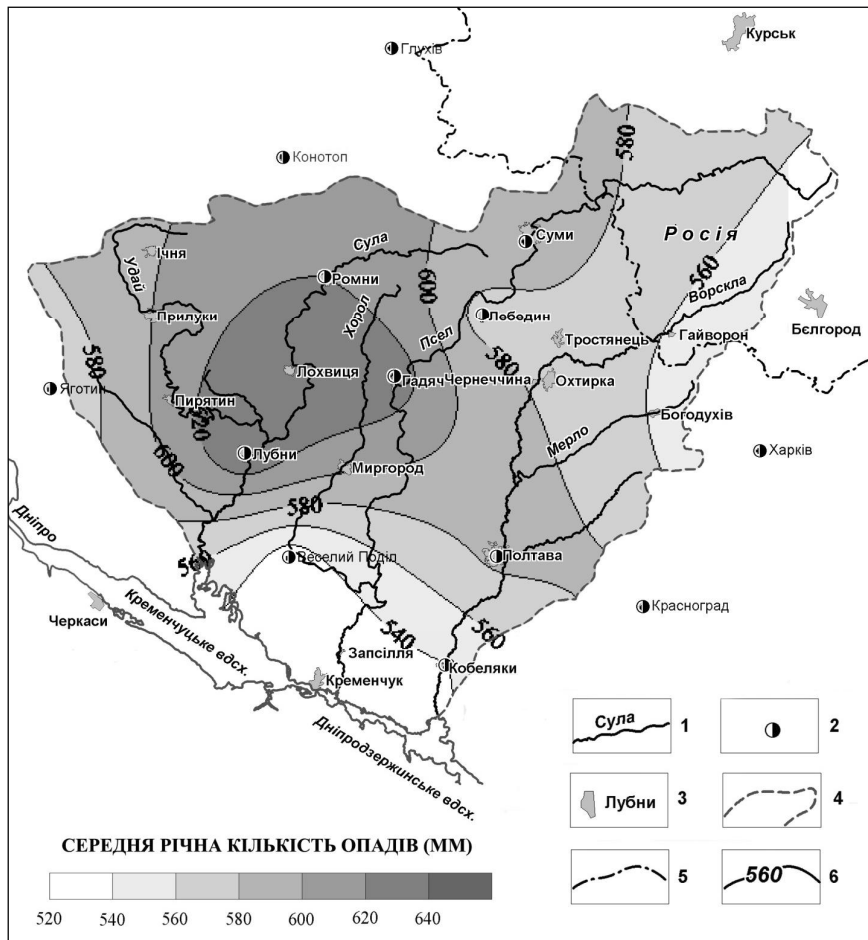 Курськ
Глухів
580
Конотоп
Росія
Суми
Сула
Ічня
560
Удай
Ромни
600
Ворскла
Хорол
Прилуки
Псел
Лебодин
Бєлгород
Тростянець
Гайворон
580
580
Лохвиця
Яготин
Гадяч
Чернеччина
Охтирка
Пирятин
620
Богодухів
Мерло
Лубни
Харків
600
Миргород
580
Дніпро
560
Веселий Поділ
Полтава
Черкаси
Красноград
Кременчуцьке вдсх.
540
560
Запсілля
Кобеляки
Кременчук
Дніпродзержинське вдсх.
Сула 1
2
Лубни 3
4
5
560 6
СЕРЕДНЯ РІЧНА КІЛЬКІСТЬ ОПАДІВ (ММ)
520 540 560 580 600 620 640